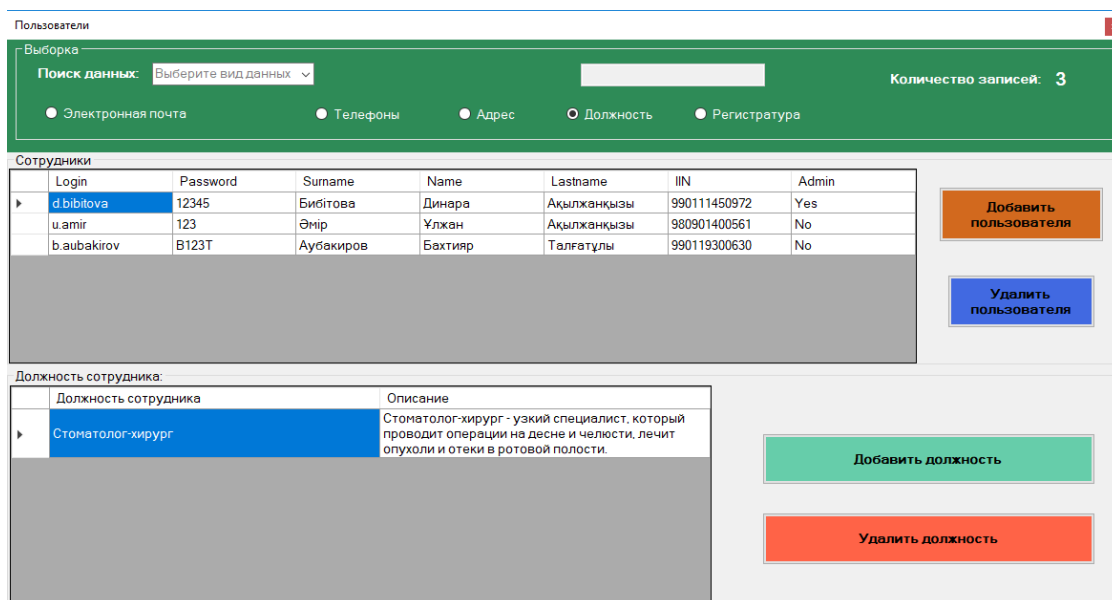 Пользователи
Выборка
Поиск данных: Выберите вид данных Количество записей: 3
Электронная почта Телефоны Адрес Должность Регистратура
Сотрудники
Login Password Surname Name Lastname IIN Admin
d.bibitova 12345 Бибітова Динара Ақылжанқызы 990111450972 Yes
u.amir 123 Әмір Ұлжан Ақылжанқызы 980901400561 No
b.aubakirov B123T Аубакиров Бахтияр Талғатұлы 990119300630 No
Добавить
пользователя
Удалить
пользователя
Должность сотрудника:
Должность сотрудника Описание
Стоматолог-хирург
Стоматолог-хирург - узкий специалист, который
проводит операции на десне и челюсти, лечит
опухоли и отеки в ротовой полости.
Добавить должность
Удалить должность